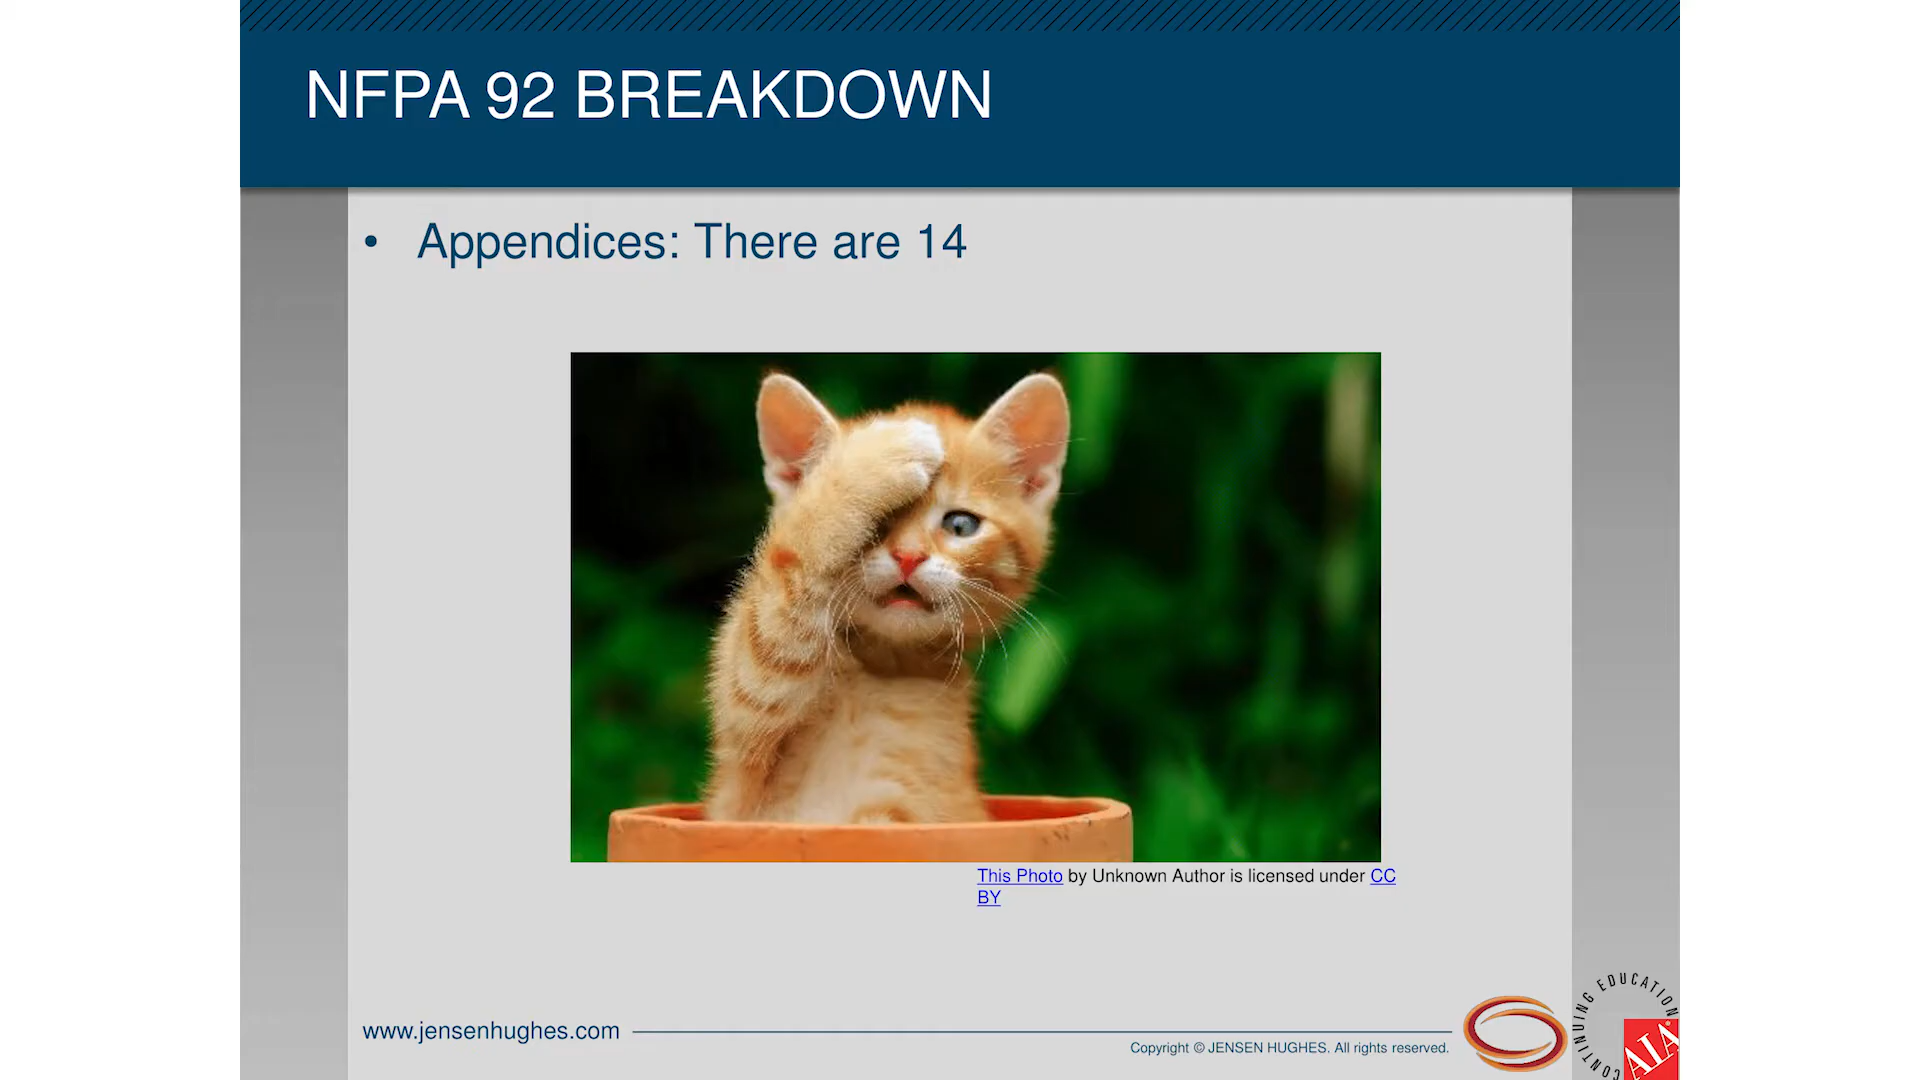 NFPA 92 BREAKDOWN
• Appendices: There are 14
This Photo by Unknown Author is licensed under CC
BY
www.jensenhughes.com
Copyright © JENSEN HUGHES. All rights reserved.
CONTINUING EDUCATION
AIA